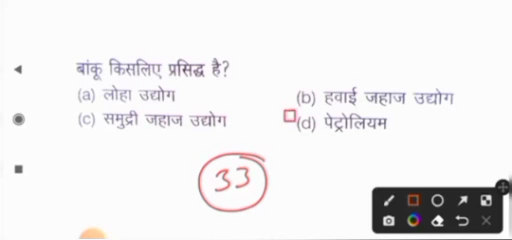 बांकू किसलिए प्रसिद्ध है?
(a) लोहा उद्योग (b) हवाई जहाज उद्योग
(c) समुद्री जहाज उद्योग (d) पेट्रोलियम
33